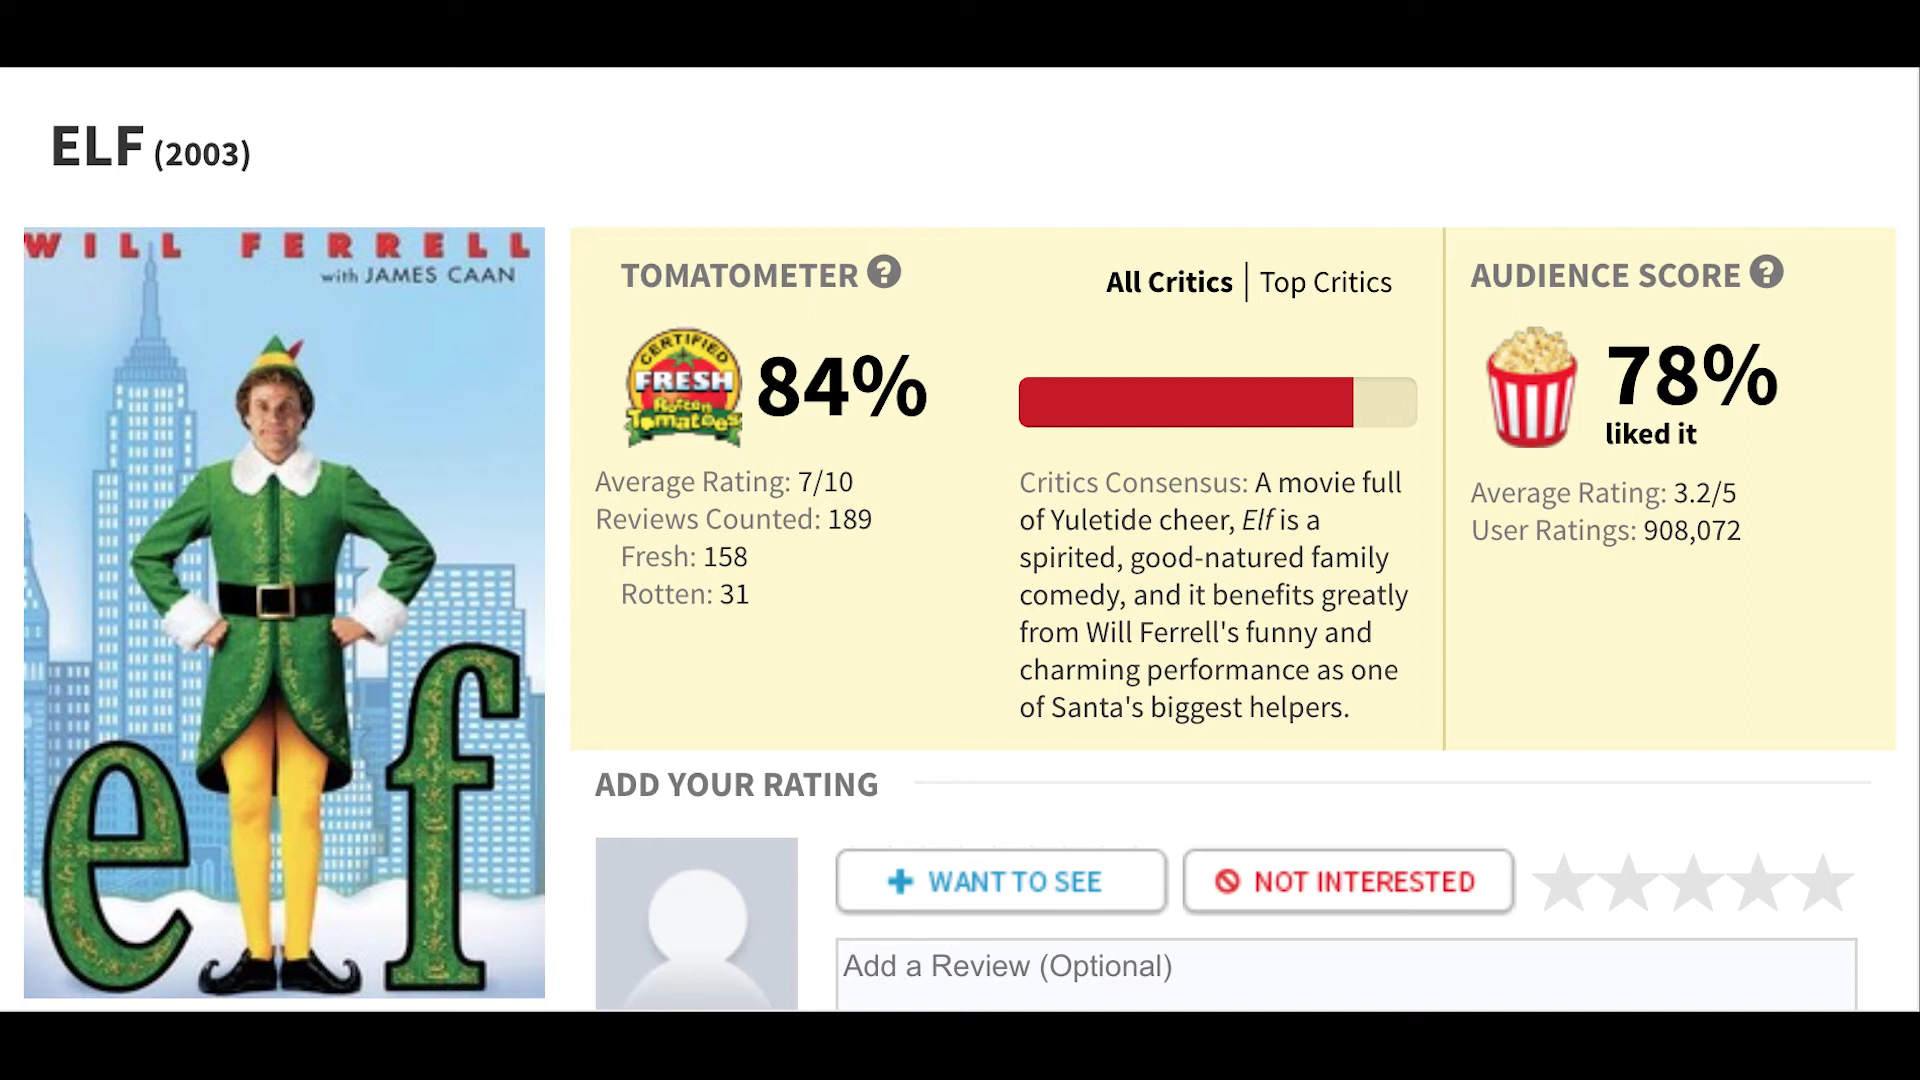 ELF (2003)
WILL FERRELL
with JAMES CAAN
elf
TOMATOMETER ?
All Critics | Top Critics
CERTIFIED
FRESH
Rotten
Tomatoes
84%
Average Rating: 7/10
Reviews Counted: 189
Fresh: 158
Rotten: 31
Critics Consensus: A movie full
of Yuletide cheer, Elf is a
spirited, good-natured family
comedy, and it benefits greatly
from Will Ferrell's funny and
charming performance as one
of Santa's biggest helpers.
AUDIENCE SCORE ?
78%
liked it
Average Rating: 3.2/5
User Ratings: 908,072
ADD YOUR RATING
WANT TO SEE
NOT INTERESTED
Add a Review (Optional)